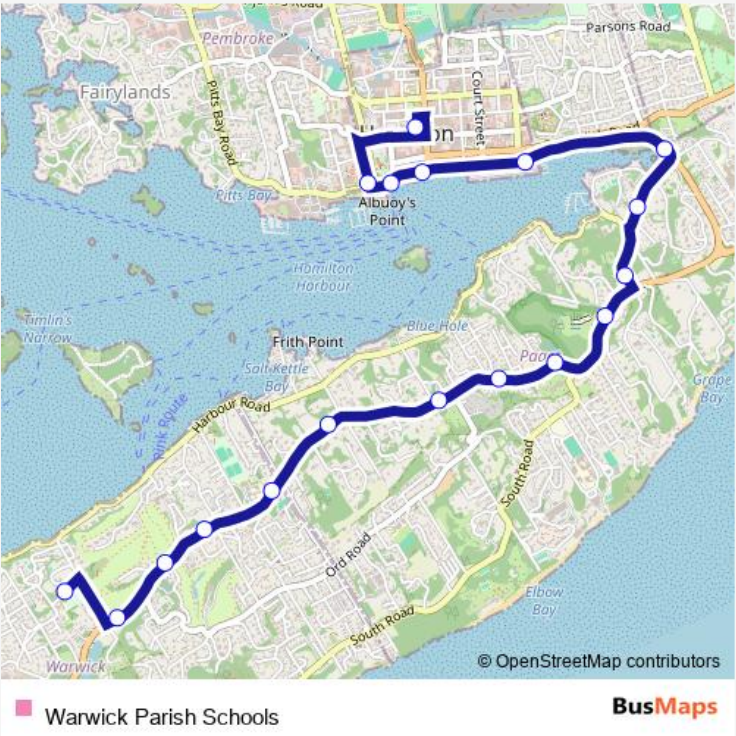 Parsons Road
Pembroke
Fairylands
Court Street
Pitts Bay Road
Pitts Bay
Albuoy's
Point
Hamilton
Harbour
Timlin's
Narrow
Blue Hole
Frith Point
Salt Kettle
Bay
Grape
Bay
Harbour Road
Pink Route
South Road
Ord Road
Elbow
Bay
South Road
Warwick
© OpenStreetMap contributors
Warwick Parish Schools
BusMaps